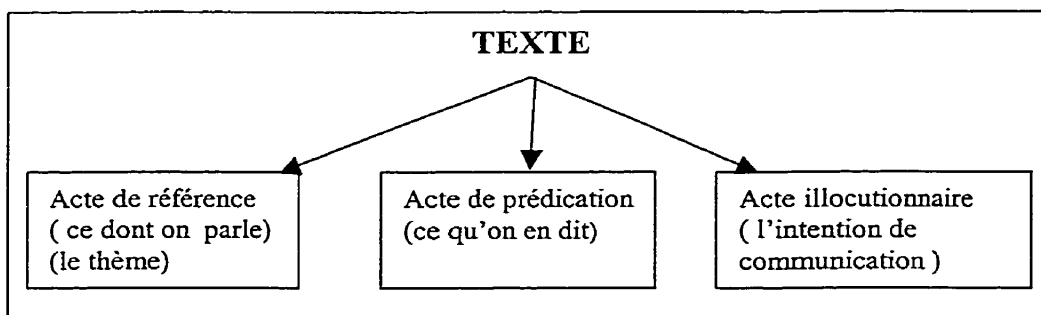 TEXTE
Acte de référence
( ce dont on parle)
(le thème)
Acte de prédication
(ce qu'on en dit)
Acte illocutionnaire
( l'intention de
communication )